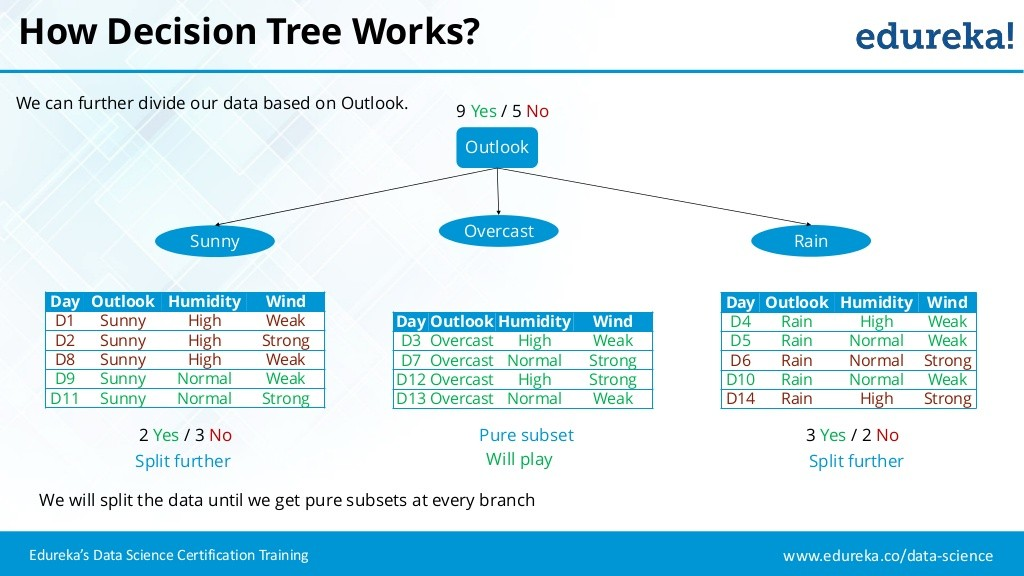 How Decision Tree Works?
edureka!
We can further divide our data based on Outlook.
9 Yes / 5 No
Outlook
Sunny
Overcast
Rain
Day Outlook Humidity Wind
D1 Sunny High Weak
D2 Sunny High Strong
D8 Sunny High Weak
D9 Sunny Normal Weak
D11 Sunny Normal Strong
2 Yes / 3 No
Split further
Day Outlook Humidity Wind
D3 Overcast High Weak
D7 Overcast Normal Strong
D12 Overcast High Strong
D13 Overcast Normal Weak
Pure subset
Will play
Day Outlook Humidity Wind
D4 Rain High Weak
D5 Rain Normal Weak
D6 Rain Normal Strong
D10 Rain Normal Weak
D14 Rain High Strong
3 Yes / 2 No
Split further
We will split the data until we get pure subsets at every branch
Edureka's Data Science Certification Training
www.edureka.co/data-science